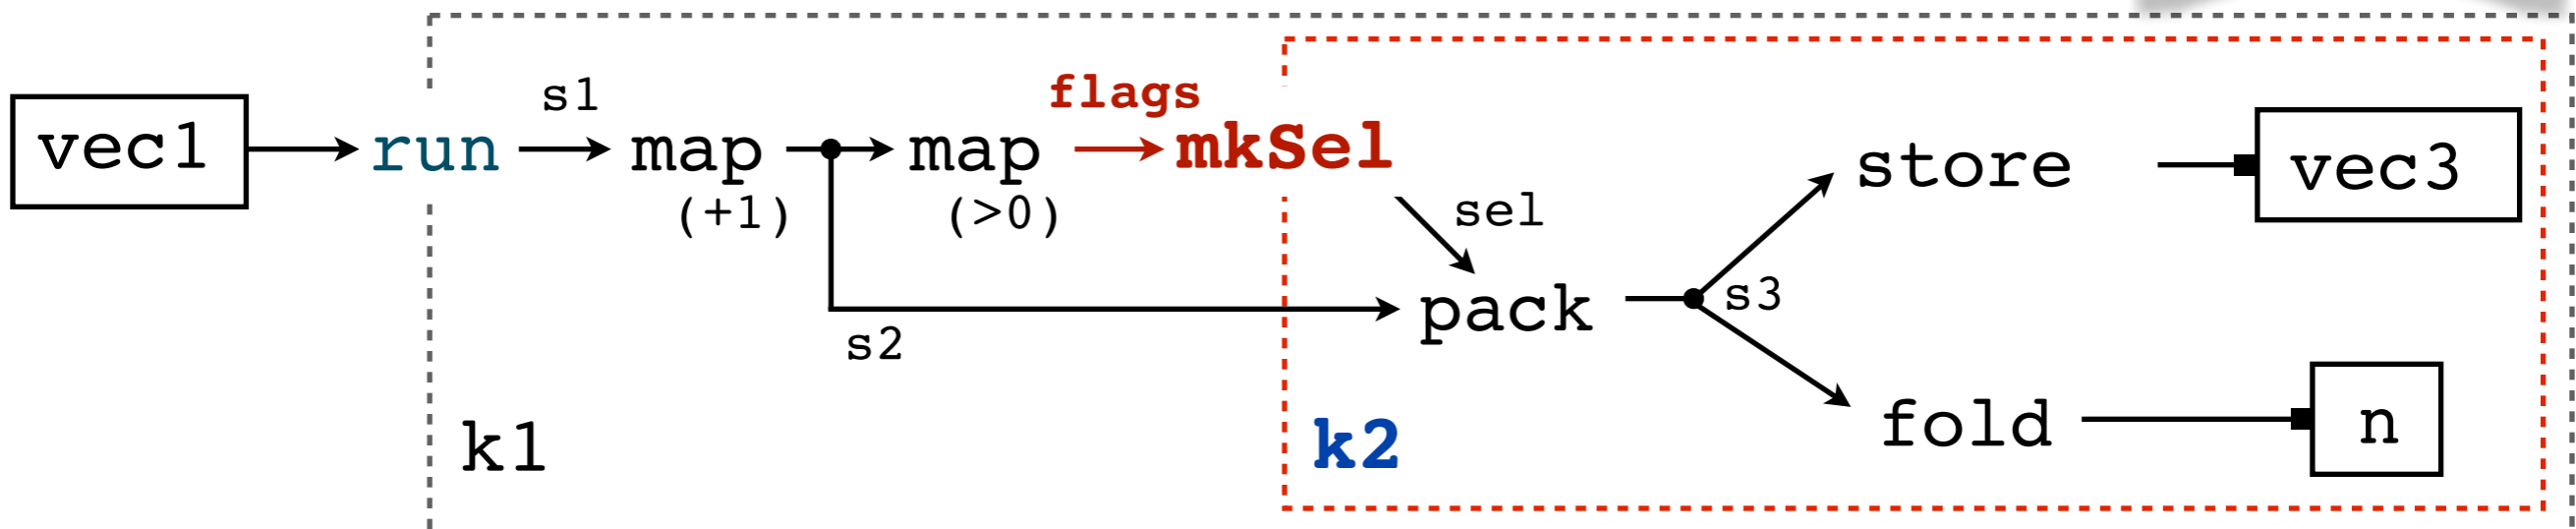 vec1
run
s1
map
(+1)
map
(>0)
flags
mkSel
sel
s2
pack
s3
store
vec3
fold
n
k1
k2